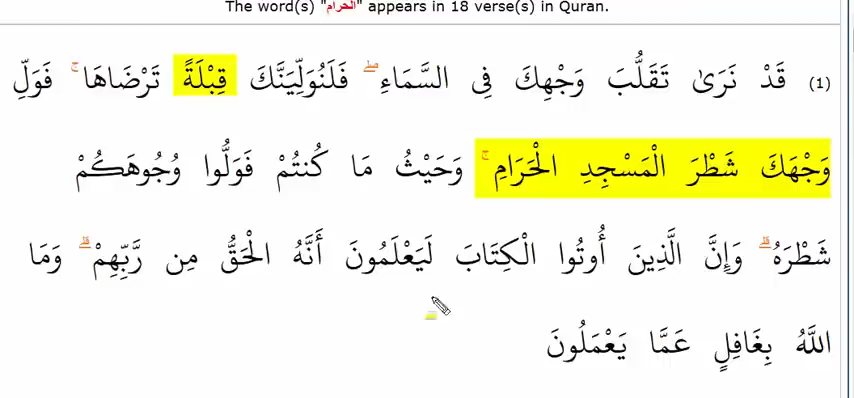 The word(s) "الحرام" appears in 18 verse(s) in Quran.
(1) قَدْ نَرَىٰ تَقَلُّبَ وَجْهِكَ فِى السَّمَاءِ ۖ فَلَنُوَلِّيَنَّكَ قِبْلَةً تَرْضَاهَا ۚ فَوَلِّ
وَجْهَكَ شَطْرَ الْمَسْجِدِ الْحَرَامِ ۚ وَحَيْثُ مَا كُنتُمْ فَوَلُّوا وُجُوهَكُمْ
شَطْرَهُ ۗ وَإِنَّ الَّذِينَ أُوتُوا الْكِتَابَ لَيَعْلَمُونَ أَنَّهُ الْحَقُّ مِن رَّبِّهِمْ ۗ وَمَا
اللَّهُ بِغَافِلٍ عَمَّا يَعْمَلُونَ